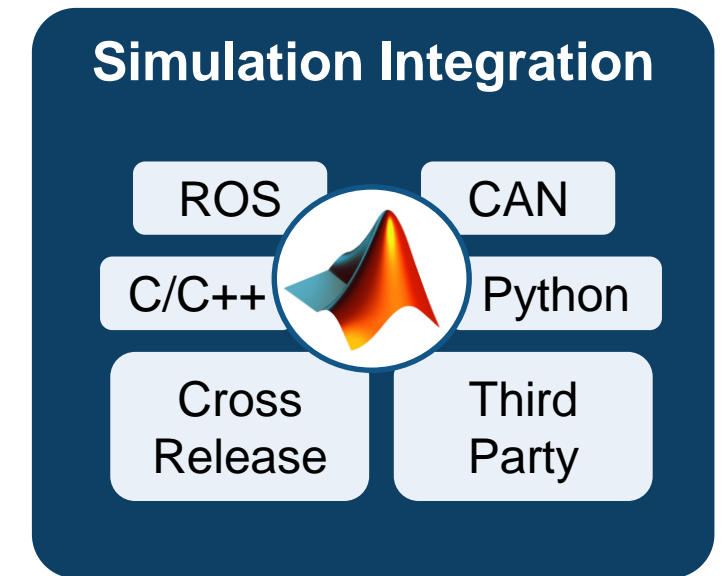 Simulation Integration
ROS
CAN
C/C++
Python
Cross
Release
Third
Party